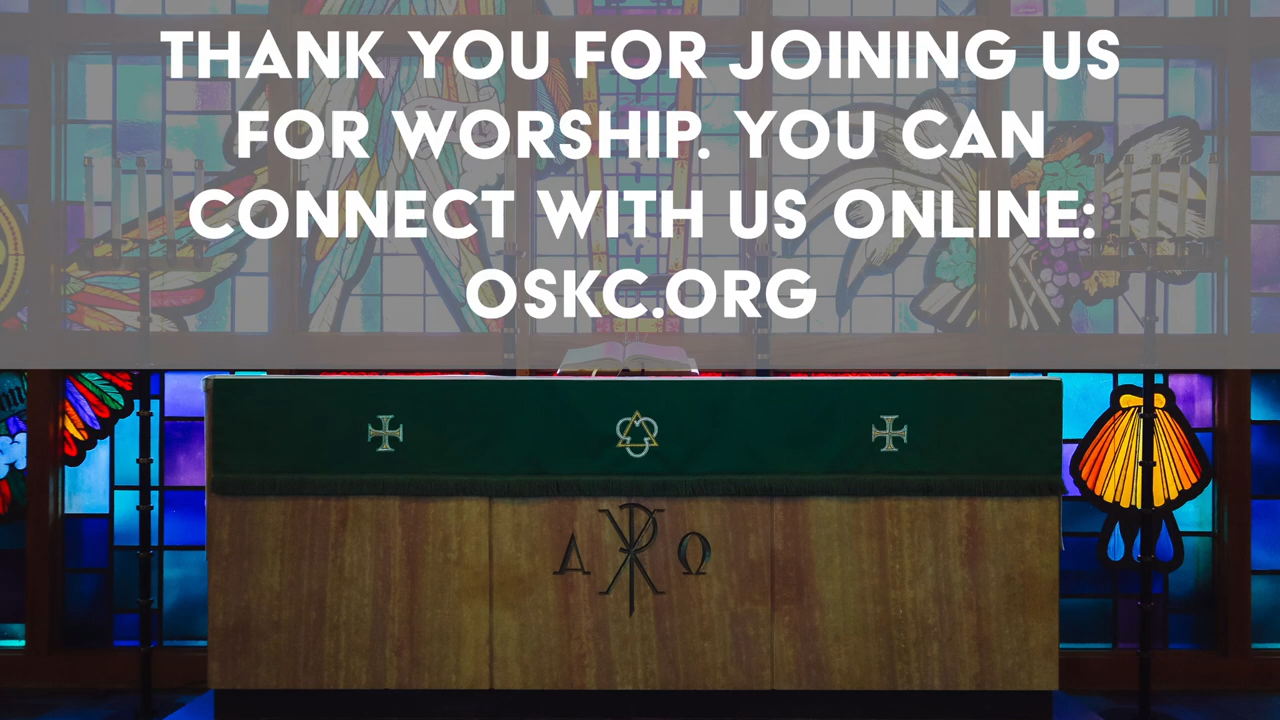 THANK YOU FOR JOINING US
FOR WORSHIP. YOU CAN
CONNECT WITH US ONLINE:
OSKC.ORG
Α ☧ Ω